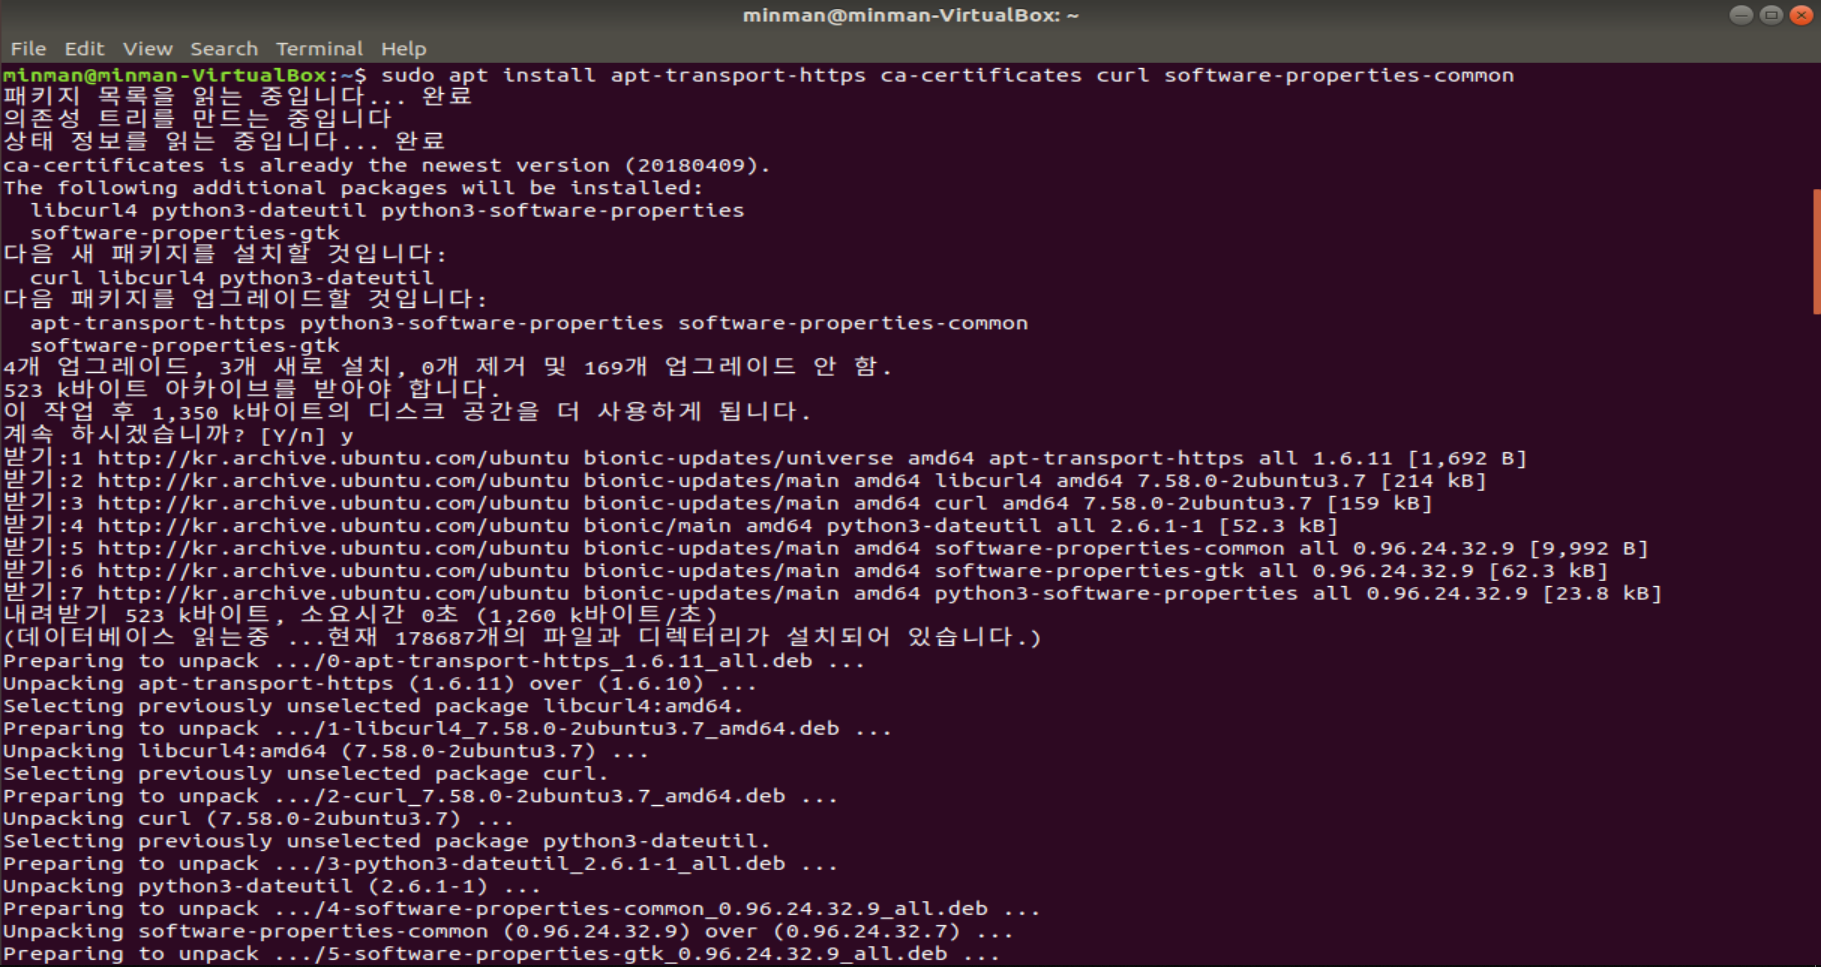 minman@minman-VirtualBox: ~
File Edit View Search Terminal Help
minman@minman-VirtualBox:~$ sudo apt install apt-transport-https ca-certificates curl software-properties-common
패키지 목록을 읽는 중입니다... 완료
의존성 트리를 만드는 중입니다
상태 정보를 읽는 중입니다... 완료
ca-certificates is already the newest version (20180409).
The following additional packages will be installed:
  libcurl4 python3-dateutil python3-software-properties
  software-properties-gtk
다음 새 패키지를 설치할 것입니다:
  curl libcurl4 python3-dateutil
다음 패키지를 업그레이드할 것입니다:
  apt-transport-https python3-software-properties software-properties-common
  software-properties-gtk
4개 업그레이드, 3개 새로 설치, 0개 제거 및 169개 업그레이드 안 함.
523 k바이트 아카이브를 받아야 합니다.
이 작업 후 1,350 k바이트의 디스크 공간을 더 사용하게 됩니다.
계속 하시겠습니까? [Y/n] y
받기:1 http://kr.archive.ubuntu.com/ubuntu bionic-updates/universe amd64 apt-transport-https all 1.6.11 [1,692 B]
받기:2 http://kr.archive.ubuntu.com/ubuntu bionic-updates/main amd64 libcurl4 amd64 7.58.0-2ubuntu3.7 [214 kB]
받기:3 http://kr.archive.ubuntu.com/ubuntu bionic-updates/main amd64 curl amd64 7.58.0-2ubuntu3.7 [159 kB]
받기:4 http://kr.archive.ubuntu.com/ubuntu bionic/main amd64 python3-dateutil all 2.6.1-1 [52.3 kB]
받기:5 http://kr.archive.ubuntu.com/ubuntu bionic-updates/main amd64 software-properties-common all 0.96.24.32.9 [9,992 B]
받기:6 http://kr.archive.ubuntu.com/ubuntu bionic-updates/main amd64 software-properties-gtk all 0.96.24.32.9 [62.3 kB]
받기:7 http://kr.archive.ubuntu.com/ubuntu bionic-updates/main amd64 python3-software-properties all 0.96.24.32.9 [23.8 kB]
내려받기 523 k바이트, 소요시간 0초 (1,260 k바이트/초)
(데이터베이스 읽는중 ...현재 178687개의 파일과 디렉터리가 설치되어 있습니다.)
Preparing to unpack .../0-apt-transport-https_1.6.11_all.deb ...
Unpacking apt-transport-https (1.6.11) over (1.6.10) ...
Selecting previously unselected package libcurl4:amd64.
Preparing to unpack .../1-libcurl4_7.58.0-2ubuntu3.7_amd64.deb ...
Unpacking libcurl4:amd64 (7.58.0-2ubuntu3.7) ...
Selecting previously unselected package curl.
Preparing to unpack .../2-curl_7.58.0-2ubuntu3.7_amd64.deb ...
Unpacking curl (7.58.0-2ubuntu3.7) ...
Selecting previously unselected package python3-dateutil.
Preparing to unpack .../3-python3-dateutil_2.6.1-1_all.deb ...
Unpacking python3-dateutil (2.6.1-1) ...
Preparing to unpack .../4-software-properties-common_0.96.24.32.9_all.deb ...
Unpacking software-properties-common (0.96.24.32.9) over (0.96.24.32.7) ...
Preparing to unpack .../5-software-properties-gtk_0.96.24.32.9_all.deb ...